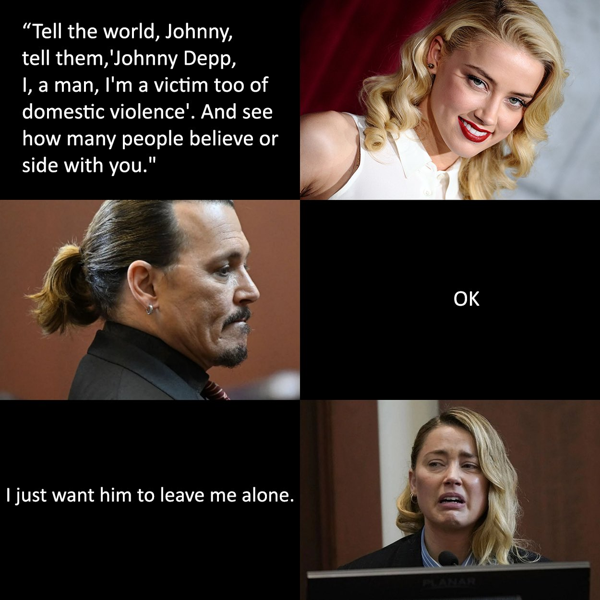 “Tell the world, Johnny,
tell them,'Johnny Depp,
I, a man, I'm a victim too of
domestic violence'. And see
how many people believe or
side with you."
OK
I just want him to leave me alone.
PLANAR